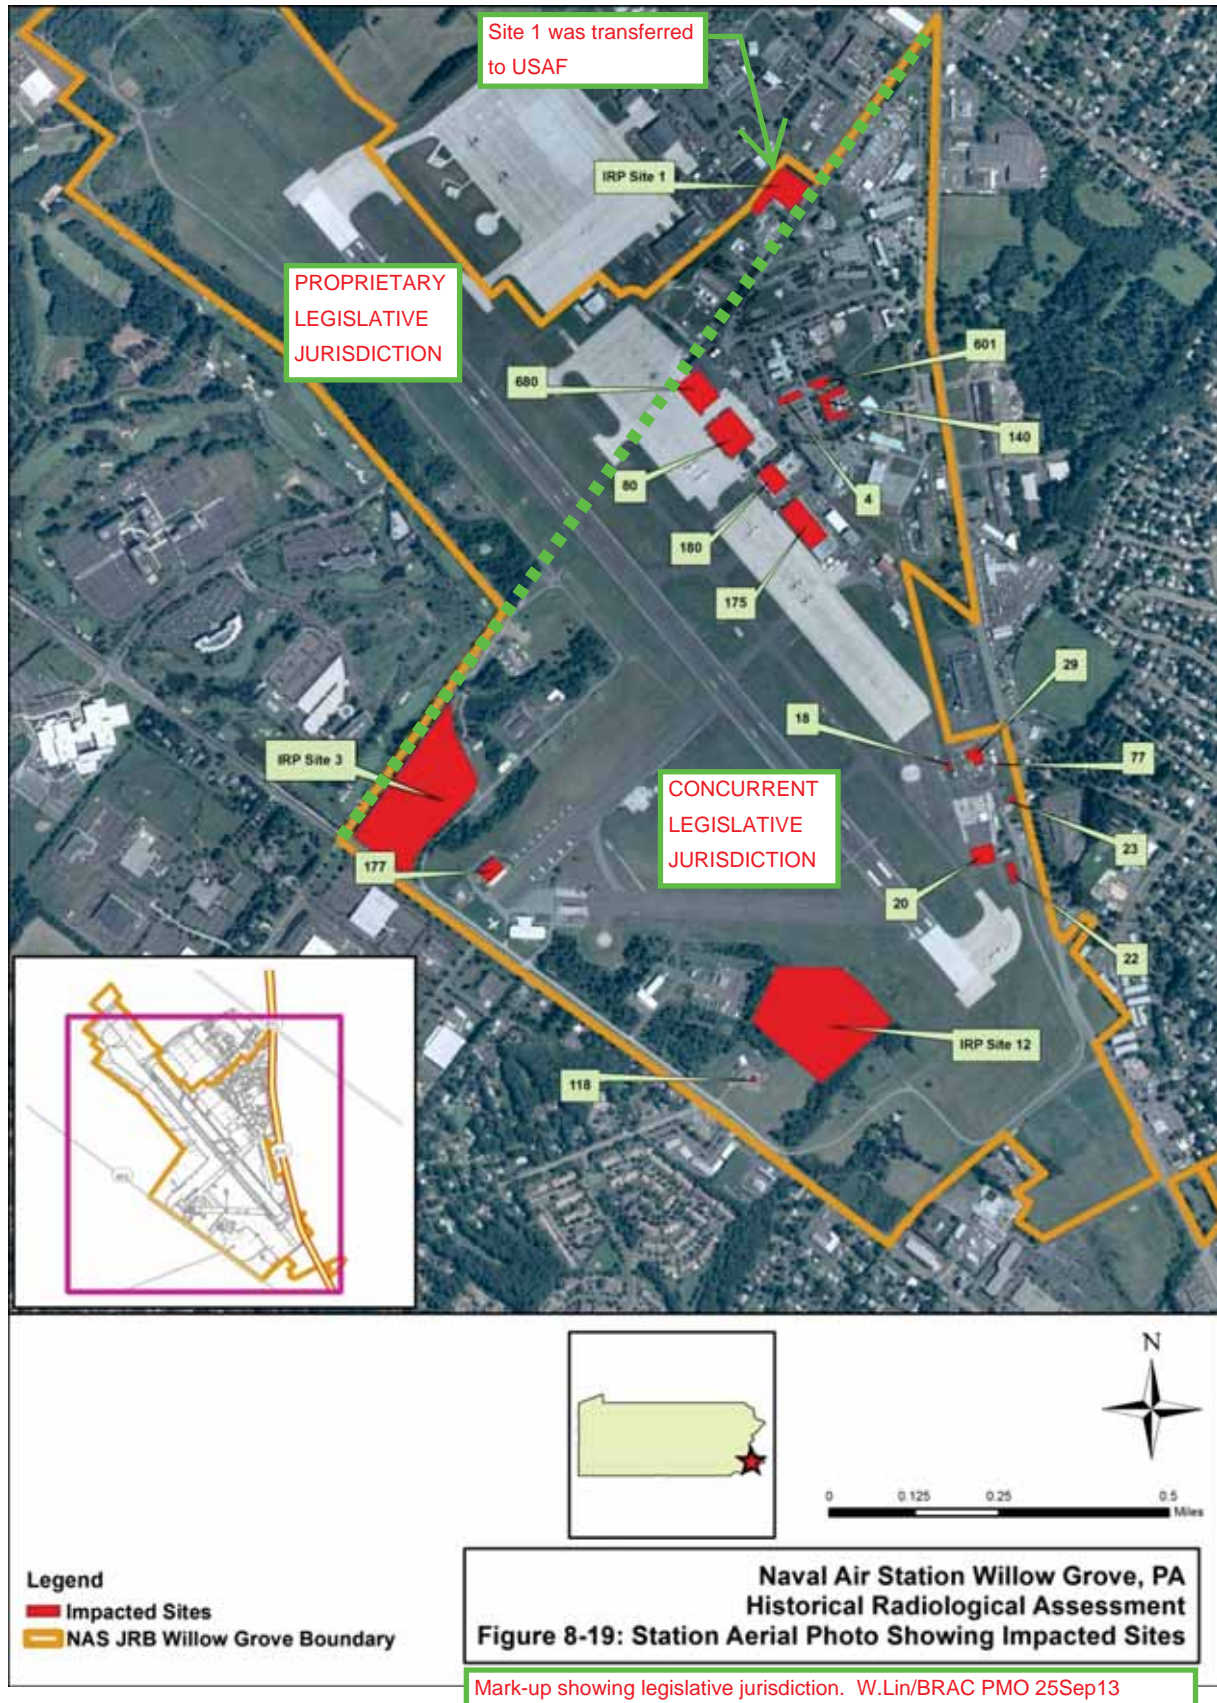 Site 1 was transferred
to USAF
IRP Site 1
PROPRIETARY
LEGISLATIVE
JURISDICTION
601
680
140
80
4
180
175
29
18
77
IRP Site 3
CONCURRENT
LEGISLATIVE
JURISDICTION
23
177
20
22
IRP Site 12
118
N
0
0.125
0.25
0.5
Miles
Legend
Impacted Sites
NAS JRB Willow Grove Boundary
Naval Air Station Willow Grove, PA
Historical Radiological Assessment
Figure 8-19: Station Aerial Photo Showing Impacted Sites
Mark-up showing legislative jurisdiction. W.Lin/BRAC PMO 25Sep13